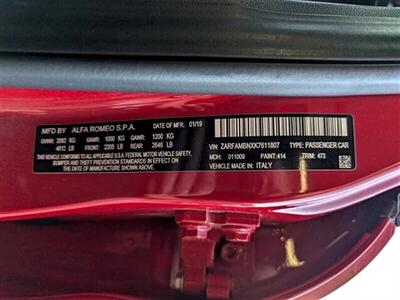 MFD BY ALFA ROMEO S.P.A. DATE OF MFR 01/19
GVWR: 2092 KG GAWR: 1000 KG GAWR: 1200 KG
4612 LB FRONT 2205 LB REAR 2646 LB
THIS VEHICLE CONFORMS TO ALL APPLICABLE U.S.A. FEDERAL MOTOR VEHICLE SAFETY, BUMPER, AND THEFT PREVENTION STANDARDS IN EFFECT ON THE DATE OF MANUFACTURE SHOWN ABOVE.
VIN: ZARFAMBNXK7611807 TYPE: PASSENGER CAR
MDH: 011009 PAINT: 414 TRIM: 473
VEHICLE MADE IN: ITALY